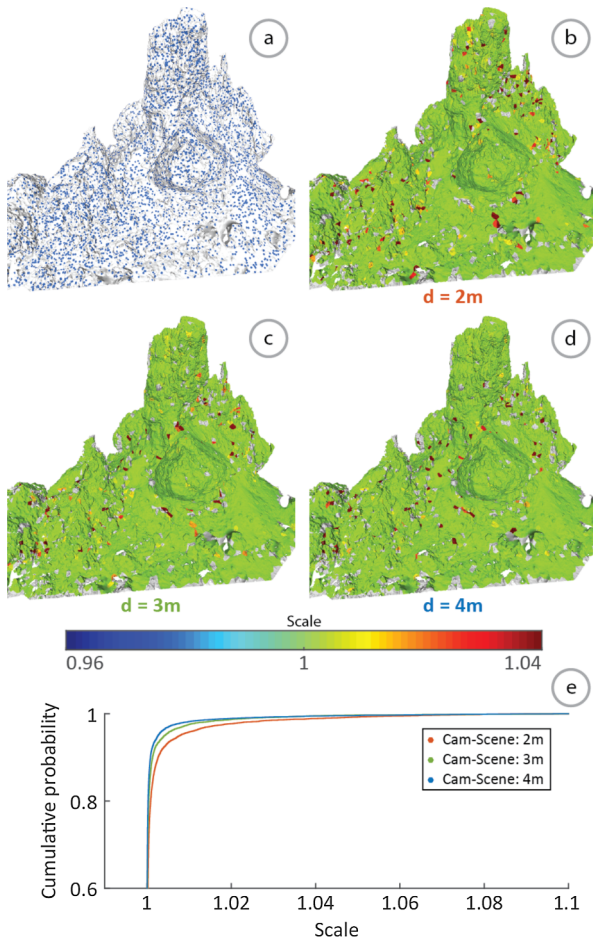 a
b
d = 2m
c
d
d = 3m
d = 4m
Scale
0.96
1
1.04
e
Cumulative probability
1
0.8
0.6
Cam-Scene: 2m
Cam-Scene: 3m
Cam-Scene: 4m
1 1.02 1.04 1.06 1.08 1.1
Scale